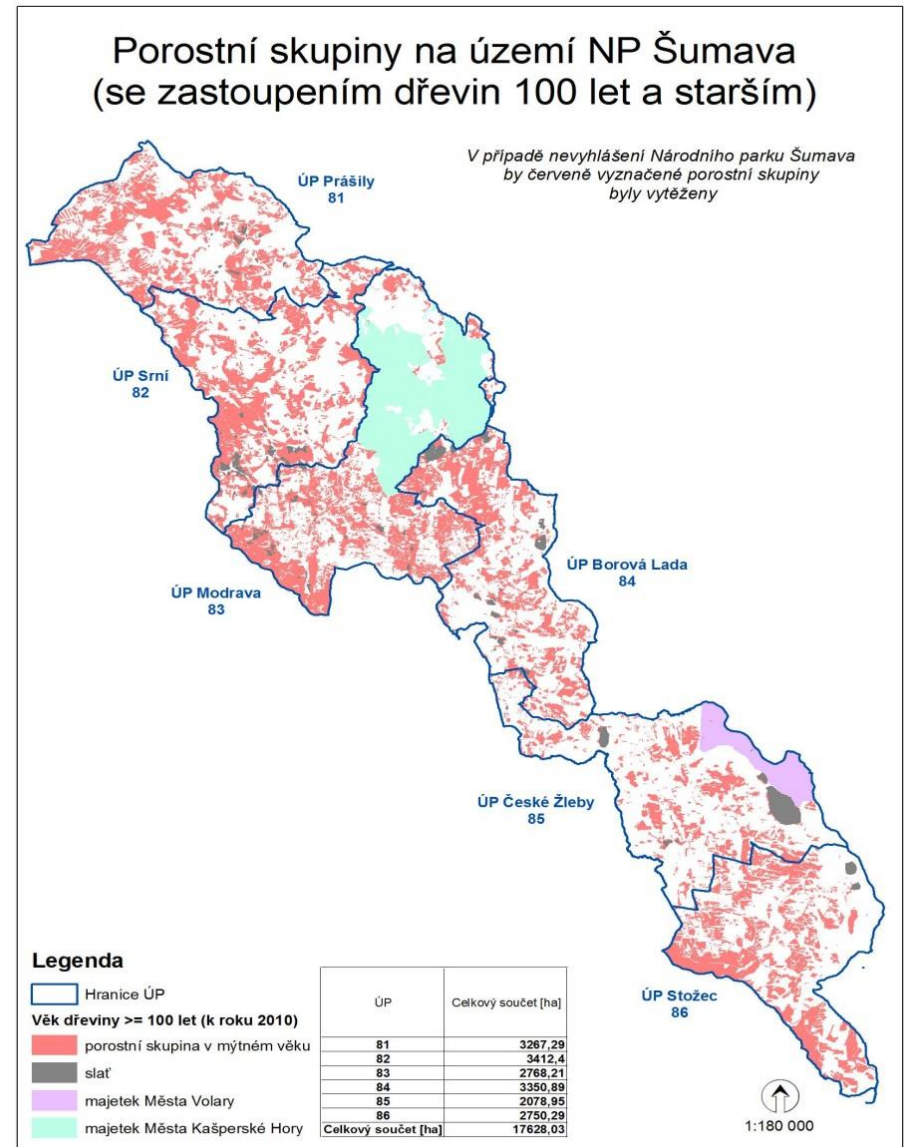 Porostní skupiny na území NP Šumava
(se zastoupením dřevin 100 let a starším)
V případě nevyhlášení Národního parku Šumava
by červeně vyznačené porostní skupiny
byly vytěženy
ÚP Prášily
81
ÚP Srní
82
ÚP Modrava
83
ÚP Borová Lada
84
ÚP České Žleby
85
ÚP Stožec
86
Legenda
Hranice ÚP
Věk dřeviny >= 100 let (k roku 2010)
porostní skupina v mýtném věku
slať
majetek Města Volary
majetek Města Kašperské Hory
ÚP Celkový součet [ha]
81 3267,29
82 3412,4
83 2768,21
84 3350,89
85 2078,95
86 2750,29
Celkový součet [ha] 17628,03
1:180 000